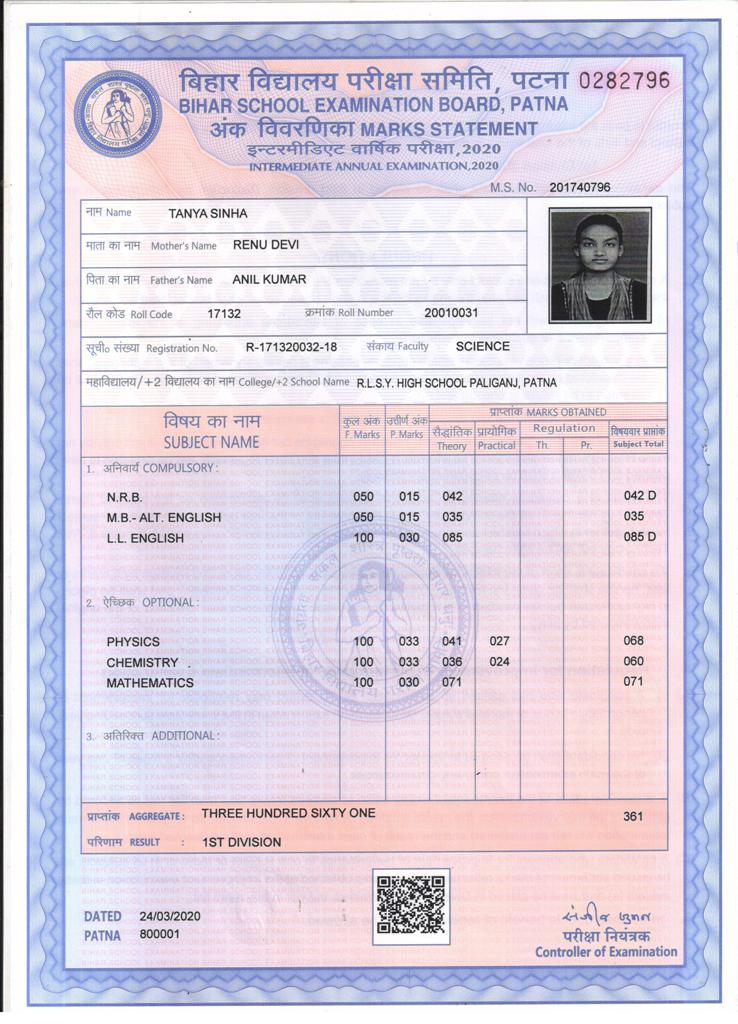 बिहार विद्यालय परीक्षा समिति, पटना 0282796
BIHAR SCHOOL EXAMINATION BOARD, PATNA
अंक विवरणिका MARKS STATEMENT
इन्टरमीडिएट वार्षिक परीक्षा,2020
INTERMEDIATE ANNUAL EXAMINATION,2020
M.S. No. 201740796
नाम Name TANYA SINHA
माता का नाम Mother's Name RENU DEVI
पिता का नाम Father's Name ANIL KUMAR
रौल कोड Roll Code 17132 क्रमांक Roll Number 20010031
सूची० संख्या Registration No. R-171320032-18 संकाय Faculty SCIENCE
महाविद्यालय/+2 विद्यालय का नाम College/+2 School Name R.L.S.Y. HIGH SCHOOL PALIGANJ, PATNA
विषय का नाम कुल अंक उत्तीर्ण अंक प्राप्तांक MARKS OBTAINED
SUBJECT NAME F. Marks P. Marks सैद्धांतिक प्रायोगिक Regulation विषयवार प्राप्तांक
Theory Practical Th. Pr. Subject Total
1. अनिवार्य COMPULSORY:
N.R.B. 050 015 042 042 D
M.B.- ALT. ENGLISH 050 015 035 035
L.L. ENGLISH 100 030 085 085 D
2. ऐच्छिक OPTIONAL:
PHYSICS 100 033 041 027 068
CHEMISTRY . 100 033 036 024 060
MATHEMATICS 100 030 071 071
3. अतिरिक्त ADDITIONAL:
प्राप्तांक AGGREGATE: THREE HUNDRED SIXTY ONE 361
परिणाम RESULT : 1ST DIVISION
DATED 24/03/2020
PATNA 800001
परीक्षा नियंत्रक
Controller of Examination